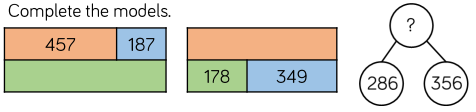 Complete the models.
457 187
178 349
?
286 356